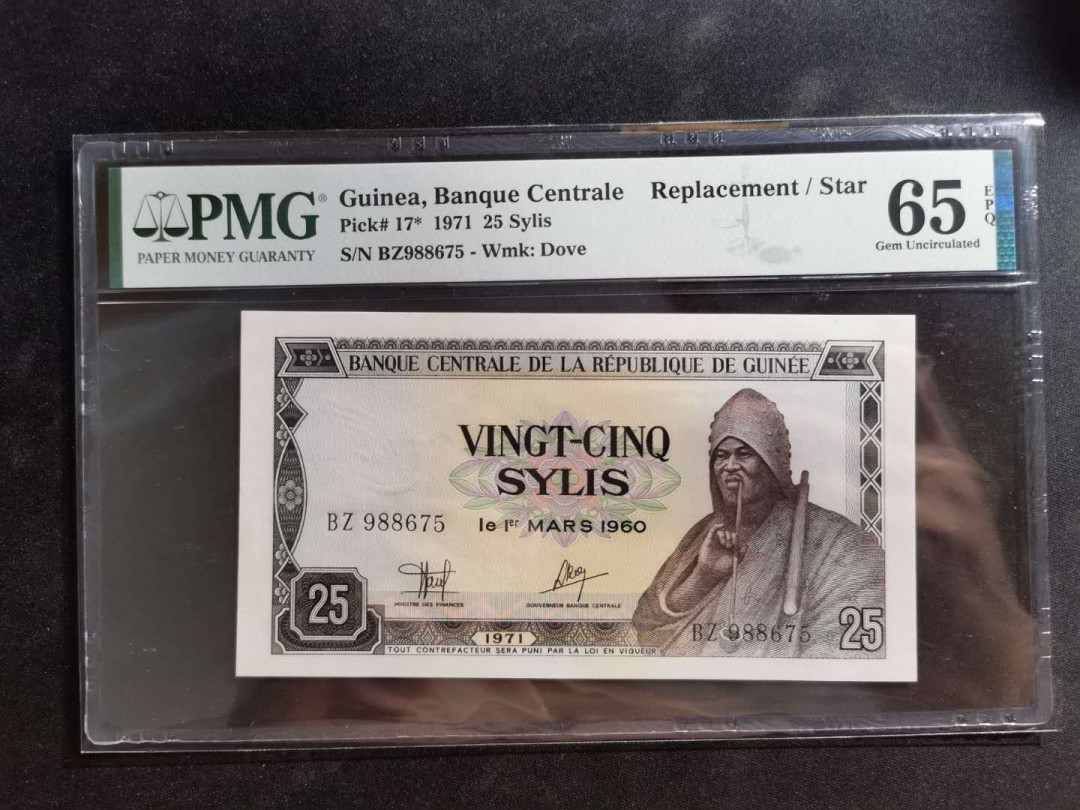 PMG®
PAPER MONEY GUARANTY
Guinea, Banque Centrale Replacement / Star
Pick# 17* 1971 25 Sylis
S/N BZ988675 - Wmk: Dove
65
Gem Uncirculated
EPQ
BANQUE CENTRALE DE LA RÉPUBLIQUE DE GUINÉE
VINGT-CINQ
SYLIS
BZ 988675
le 1er MARS 1960
MINISTRE DES FINANCES
GOUVERNEUR BANQUE CENTRALE
25
1971
BZ 988675
25
TOUT CONTREFACTEUR SERA PUNI PAR LA LOI EN VIGUEUR